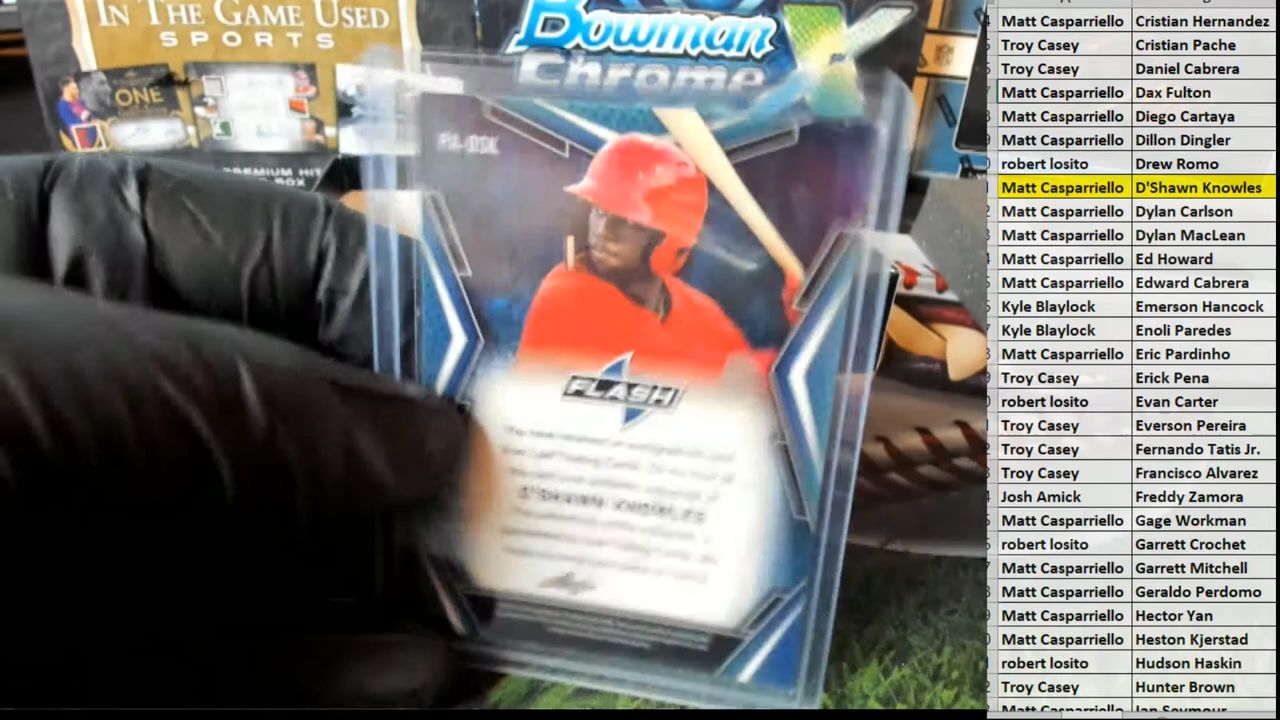 IN THE GAME USED
SPORTS
ONE
PREMIUM HIT
BOX
Bowman
Chrome
PA-DSK
FLASH
D'SHAWN KNOWLES
Matt Casparriello Cristian Hernandez
Troy Casey Cristian Pache
Troy Casey Daniel Cabrera
Matt Casparriello Dax Fulton
Matt Casparriello Diego Cartaya
Matt Casparriello Dillon Dingler
robert losito Drew Romo
Matt Casparriello D'Shawn Knowles
Matt Casparriello Dylan Carlson
Matt Casparriello Dylan MacLean
Matt Casparriello Ed Howard
Matt Casparriello Edward Cabrera
Kyle Blaylock Emerson Hancock
Kyle Blaylock Enoli Paredes
Matt Casparriello Eric Pardinho
Troy Casey Erick Pena
robert losito Evan Carter
Troy Casey Everson Pereira
Troy Casey Fernando Tatis Jr.
Troy Casey Francisco Alvarez
Josh Amick Freddy Zamora
Matt Casparriello Gage Workman
robert losito Garrett Crochet
Matt Casparriello Garrett Mitchell
Matt Casparriello Geraldo Perdomo
Matt Casparriello Hector Yan
Matt Casparriello Heston Kjerstad
robert losito Hudson Haskin
Troy Casey Hunter Brown
Matt Casparriello Ian Seymour